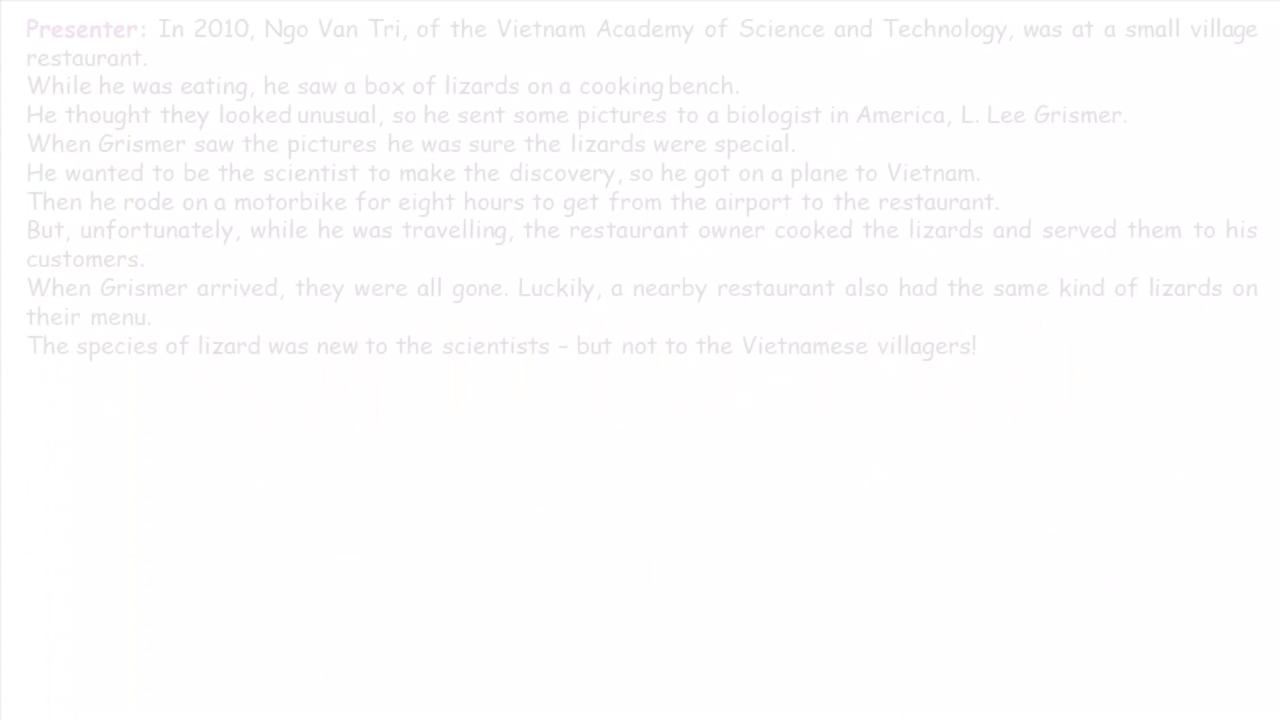 Presenter: In 2010, Ngo Van Tri, of the Vietnam Academy of Science and Technology, was at a small village
restaurant.
While he was eating, he saw a box of lizards on a cooking bench.
He thought they looked unusual, so he sent some pictures to a biologist in America, L. Lee Grismer.
When Grismer saw the pictures he was sure the lizards were special.
He wanted to be the scientist to make the discovery, so he got on a plane to Vietnam.
Then he rode on a motorbike for eight hours to get from the airport to the restaurant.
But, unfortunately, while he was travelling, the restaurant owner cooked the lizards and served them to his
customers.
When Grismer arrived, they were all gone. Luckily, a nearby restaurant also had the same kind of lizards on
their menu.
The species of lizard was new to the scientists – but not to the Vietnamese villagers!